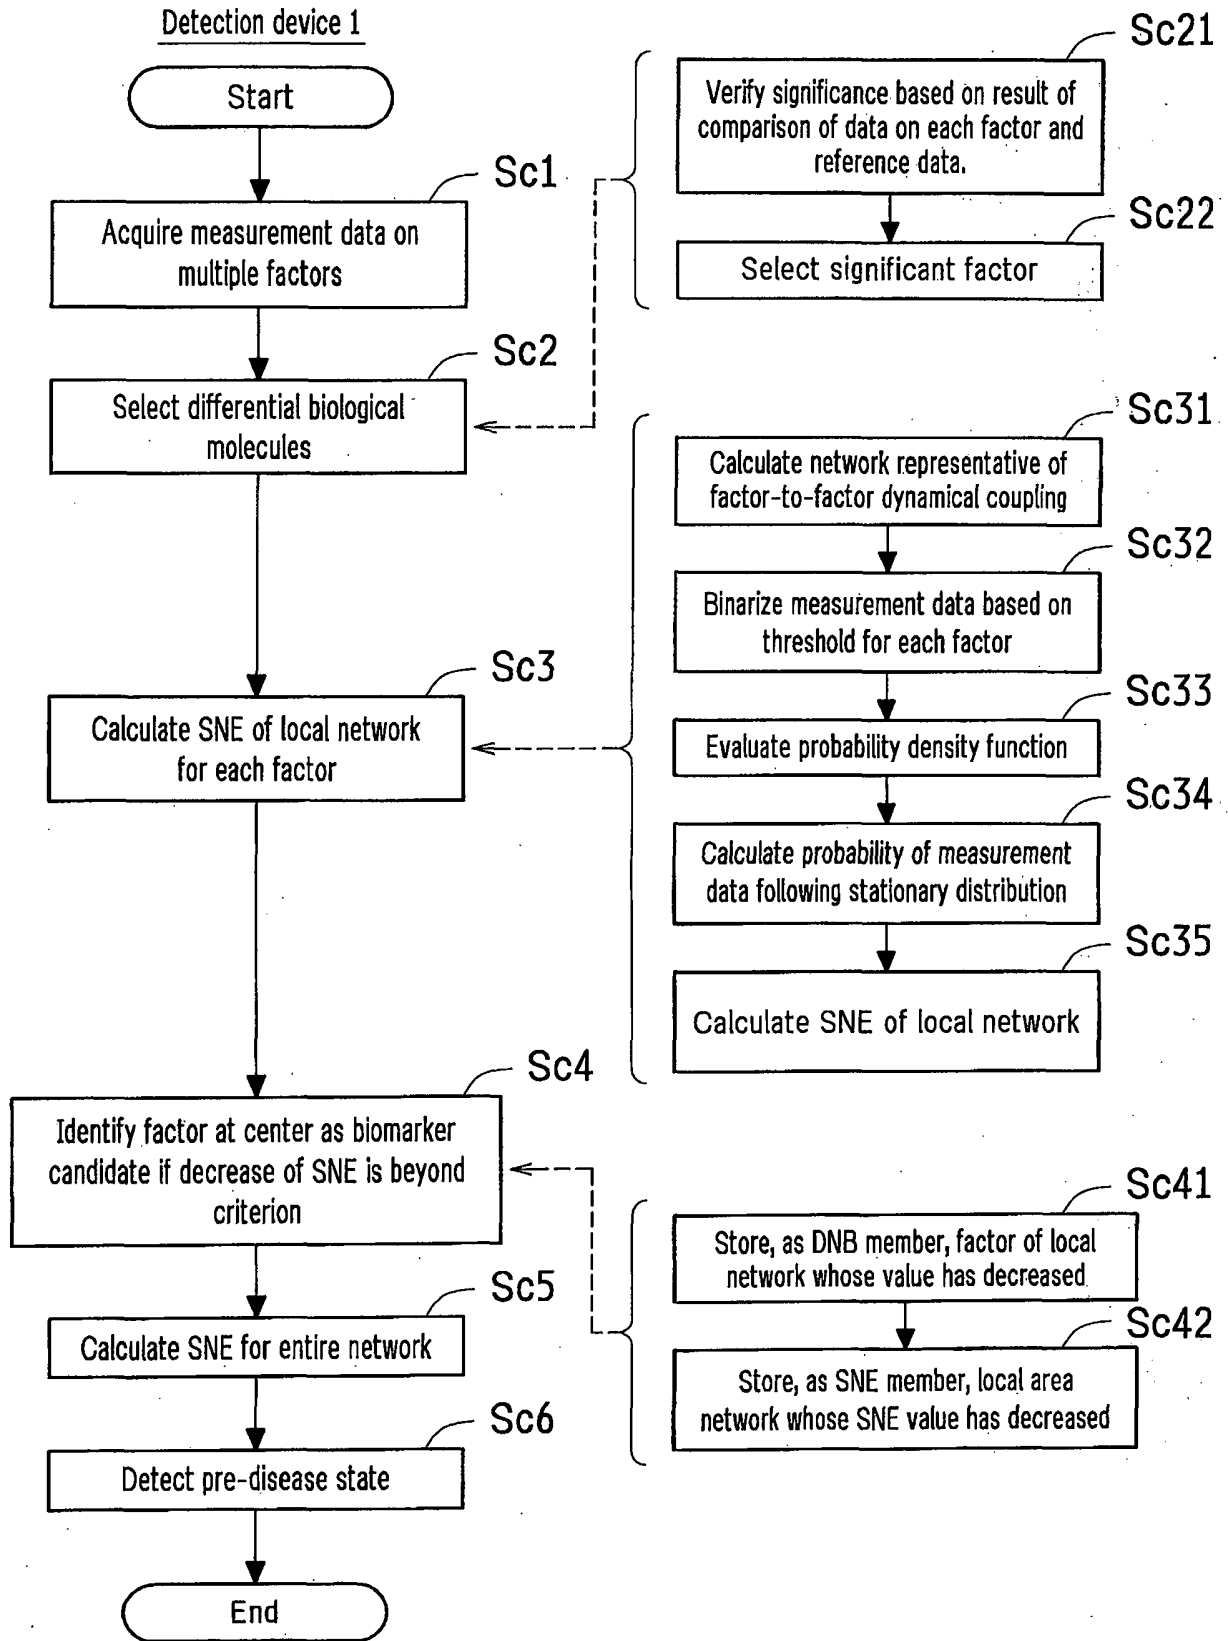 Detection device 1
Start
Sc1
Acquire measurement data on
multiple factors
Sc2
Select differential biological
molecules
Sc3
Calculate SNE of local network
for each factor
Sc4
Identify factor at center as biomarker
candidate if decrease of SNE is beyond
criterion
Sc5
Calculate SNE for entire network
Sc6
Detect pre-disease state
End
Sc21
Verify significance based on result of
comparison of data on each factor and
reference data.
Sc22
Select significant factor
Sc31
Calculate network representative of
factor-to-factor dynamical coupling
Sc32
Binarize measurement data based on
threshold for each factor
Sc33
Evaluate probability density function
Sc34
Calculate probability of measurement
data following stationary distribution
Sc35
Calculate SNE of local network
Sc41
Store, as DNB member, factor of local
network whose value has decreased
Sc42
Store, as SNE member, local area
network whose SNE value has decreased